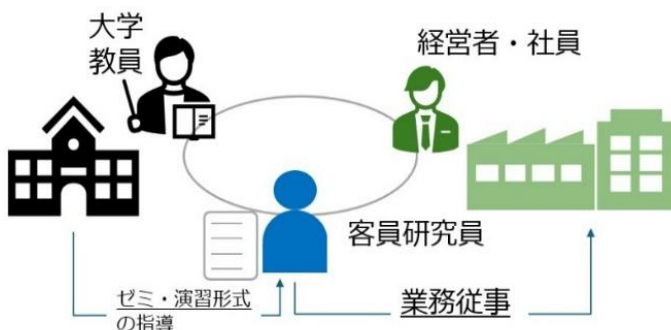 大学
教員
経営者・社員
客員研究員
ゼミ・演習形式
の指導
業務従事